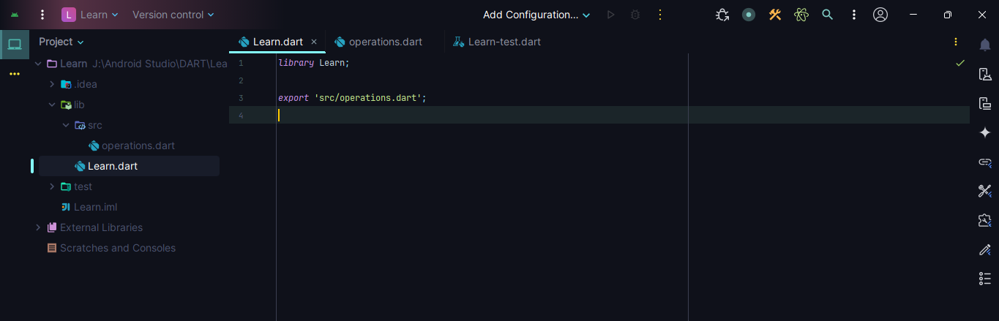 L Learn Version control Add Configuration...
Project
Learn.dart operations.dart Learn-test.dart
Learn J:\Android Studio\DART\Lea
.idea
lib
src
operations.dart
Learn.dart
test
Learn.iml
External Libraries
Scratches and Consoles
1 library Learn;
2
3 export 'src/operations.dart';
4